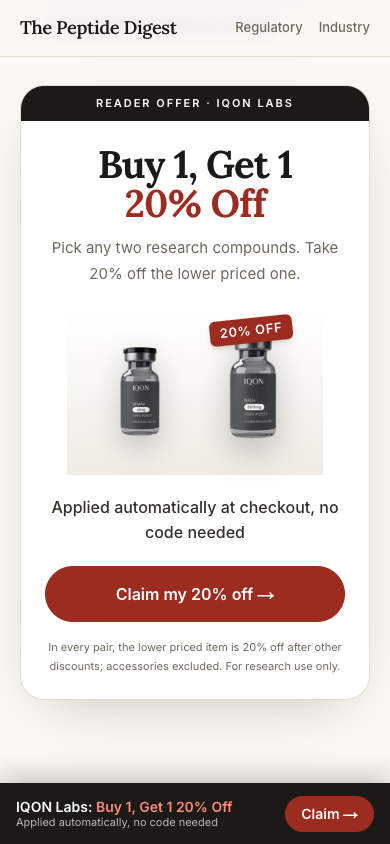 The Peptide Digest
Regulatory Industry
READER OFFER · IQON LABS
Buy 1, Get 1
20% Off
Pick any two research compounds. Take
20% off the lower priced one.
20% OFF
IQON
IQON
Applied automatically at checkout, no
code needed
Claim my 20% off →
In every pair, the lower priced item is 20% off after other
discounts; accessories excluded. For research use only.
IQON Labs: Buy 1, Get 1 20% Off
Applied automatically, no code needed
Claim →